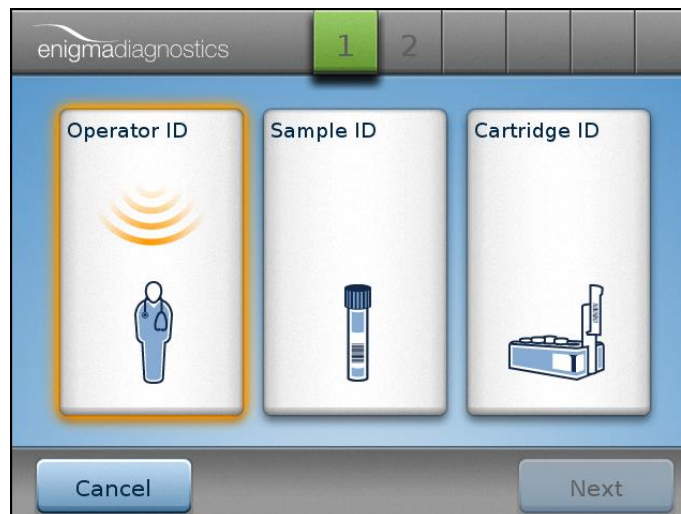 enigmadiagnostics
1 2
Operator ID
Sample ID
Cartridge ID
Cancel
Next